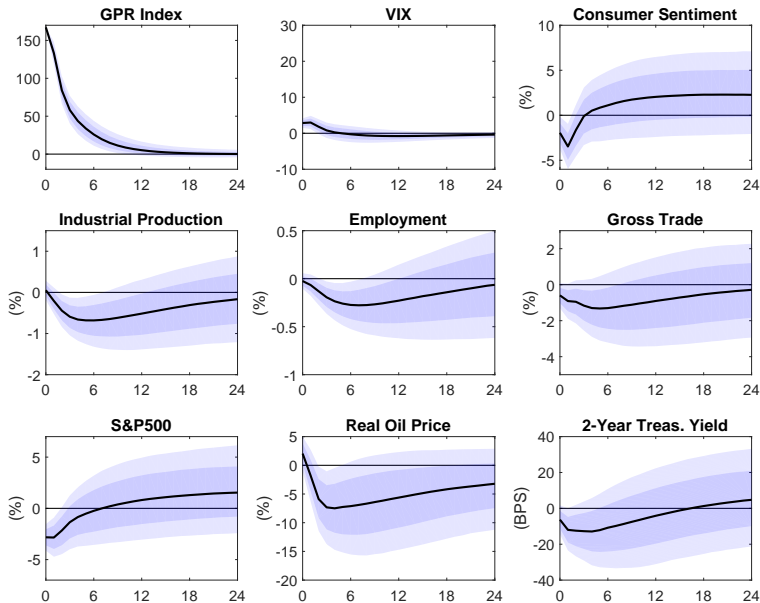 GPR Index
150
100
50
0
0 6 12 18 24
VIX
30
20
10
0
-10
0 6 12 18 24
Consumer Sentiment
(%)
10
5
0
-5
0 6 12 18 24
Industrial Production
(%)
1
0
-1
-2
0 6 12 18 24
Employment
(%)
0.5
0
-0.5
-1
0 6 12 18 24
Gross Trade
(%)
2
0
-2
-4
0 6 12 18 24
S&P500
(%)
5
0
-5
0 6 12 18 24
Real Oil Price
(%)
5
0
-5
-10
-15
-20
0 6 12 18 24
2-Year Treas. Yield
(BPS)
40
20
0
-20
-40
0 6 12 18 24